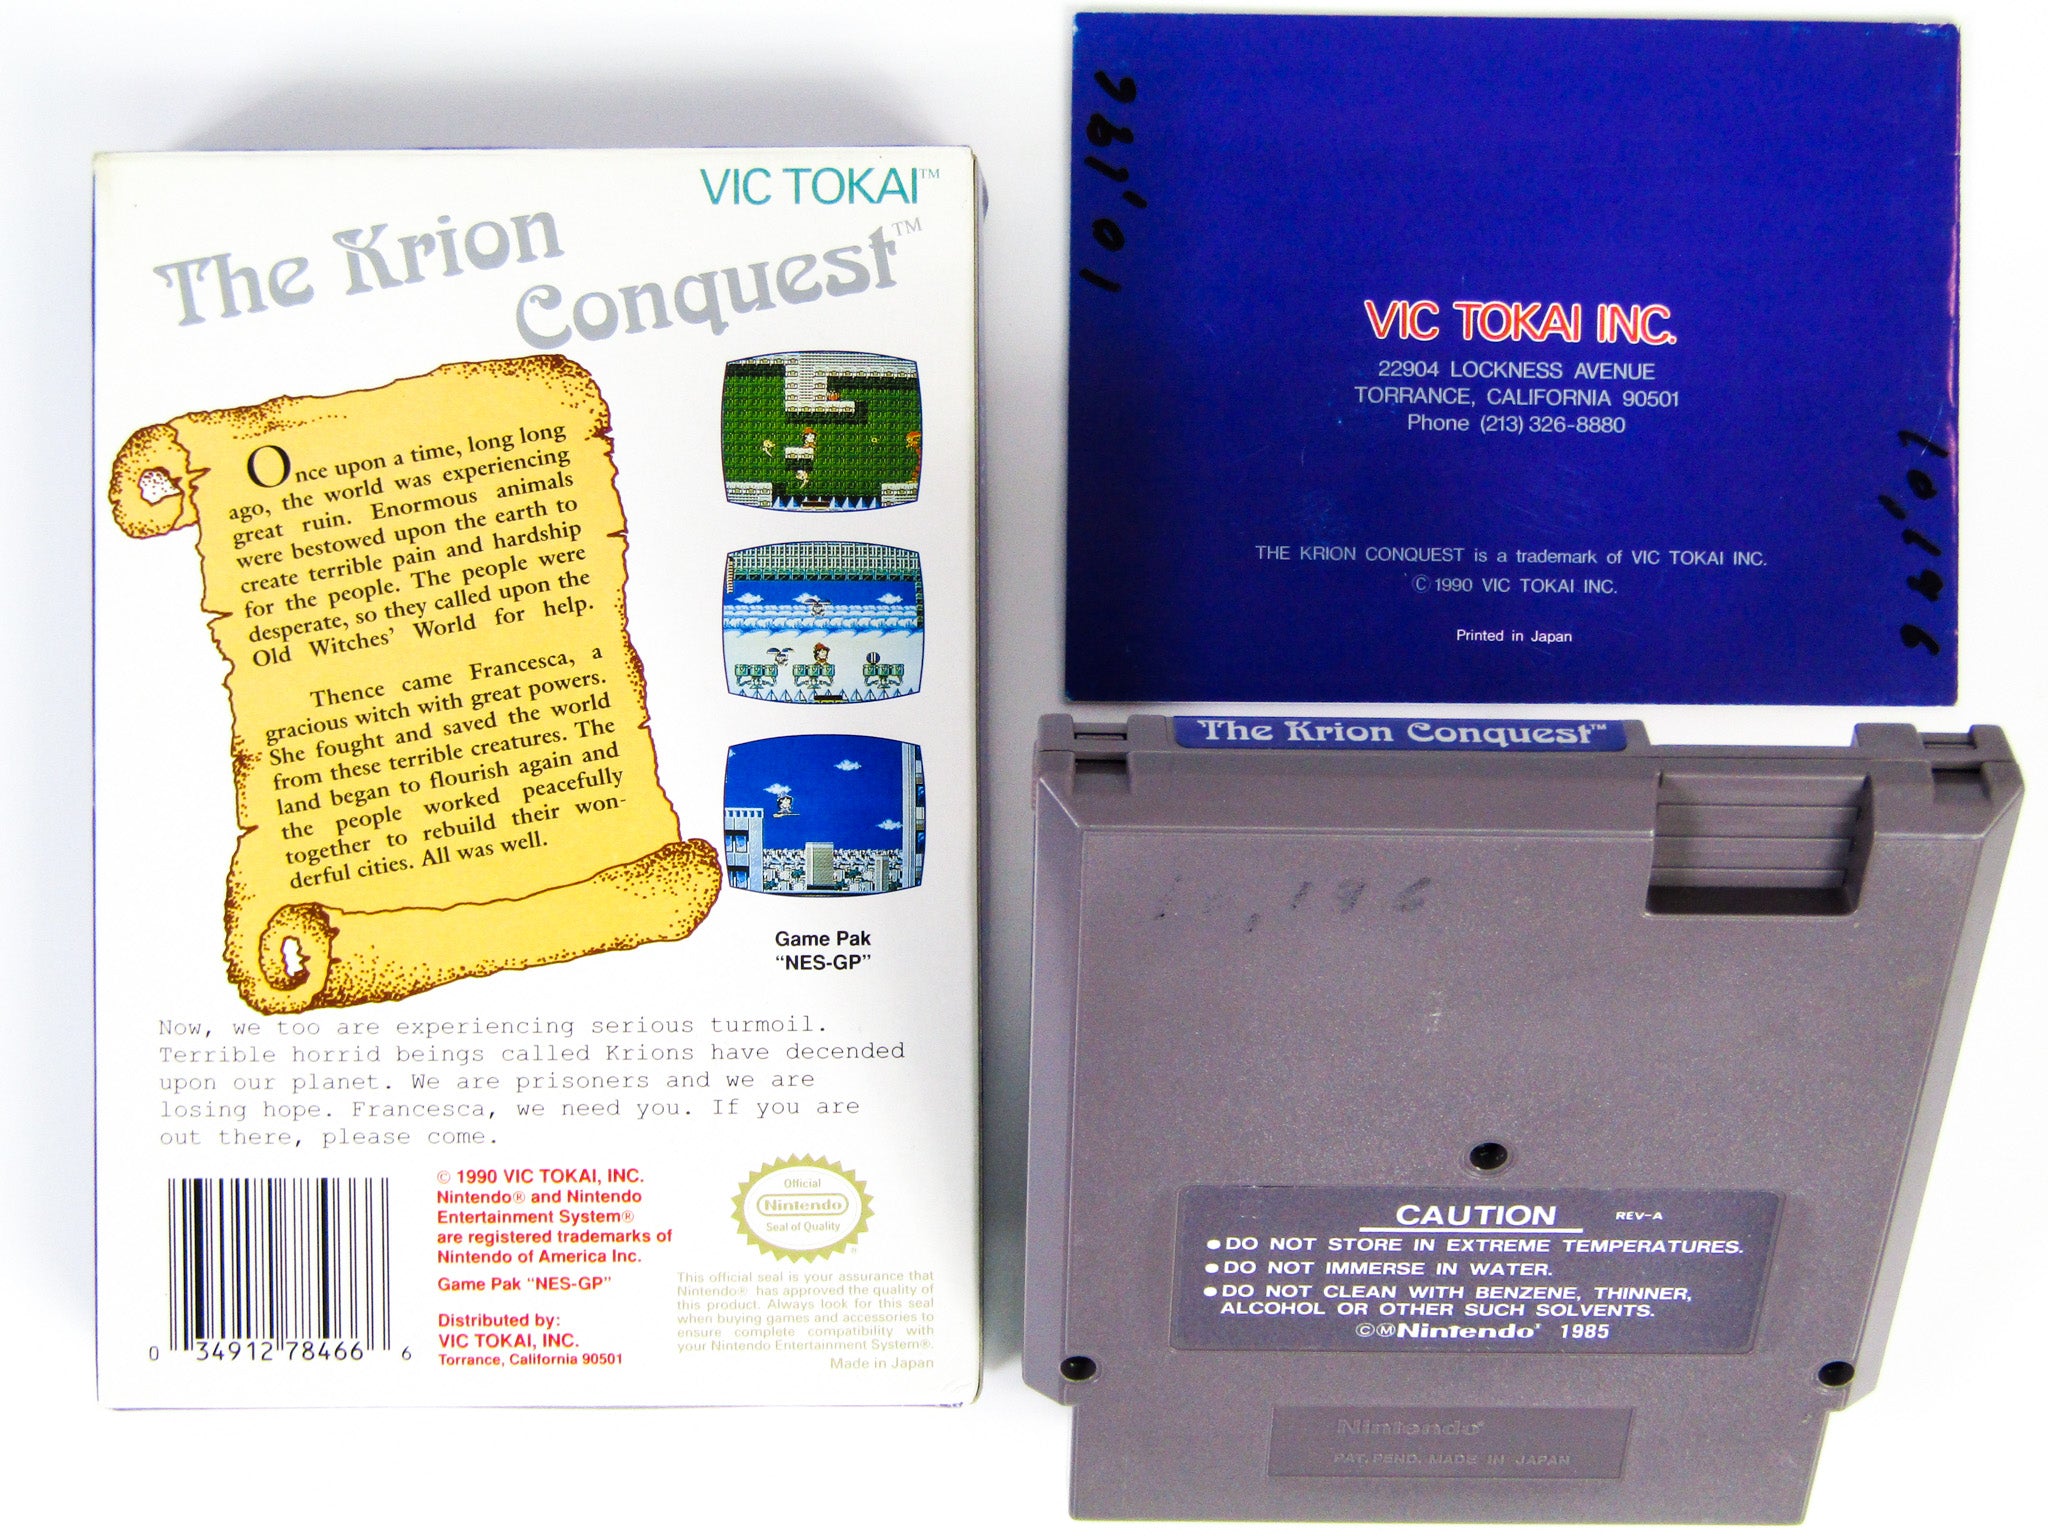 VIC TOKAI™
The Krion
Conquest™
Once upon a time, long long
ago, the world was experiencing
great ruin. Enormous animals
were bestowed upon the earth to
create terrible pain and hardship
for the people. The people were
desperate, so they called upon the
Old Witches' World for help.
Thence came Francesca, a
gracious witch with great powers.
She fought and saved the world
from these terrible creatures. The
land began to flourish again and
the people worked peacefully
together to rebuild their won-
derful cities. All was well.
Game Pak
"NES-GP"
Now, we too are experiencing serious turmoil.
Terrible horrid beings called Krions have decended
upon our planet. We are prisoners and we are
losing hope. Francesca, we need you. If you are
out there, please come.
0 34912 78466 6
© 1990 VIC TOKAI, INC.
Nintendo® and Nintendo
Entertainment System®
are registered trademarks of
Nintendo of America Inc.
Game Pak "NES-GP"
Distributed by:
VIC TOKAI, INC.
Torrance, California 90501
Official
Nintendo
Seal of Quality
This official seal is your assurance that
Nintendo® has approved the quality of
this product. Always look for this seal
when buying games and accessories to
ensure complete compatibility with
your Nintendo Entertainment System®.
Made in Japan
10,196
VIC TOKAI INC.
22904 LOCKNESS AVENUE
TORRANCE, CALIFORNIA 90501
Phone (213) 326-8880
10,196
THE KRION CONQUEST is a trademark of VIC TOKAI INC.
© 1990 VIC TOKAI INC.
Printed in Japan
The Krion Conquest™
10,196
CAUTION REV-A
●DO NOT STORE IN EXTREME TEMPERATURES.
●DO NOT IMMERSE IN WATER.
●DO NOT CLEAN WITH BENZENE, THINNER,
ALCOHOL OR OTHER SUCH SOLVENTS.
©Ⓜ Nintendo® 1985
Nintendo®
PAT. PEND. MADE IN JAPAN